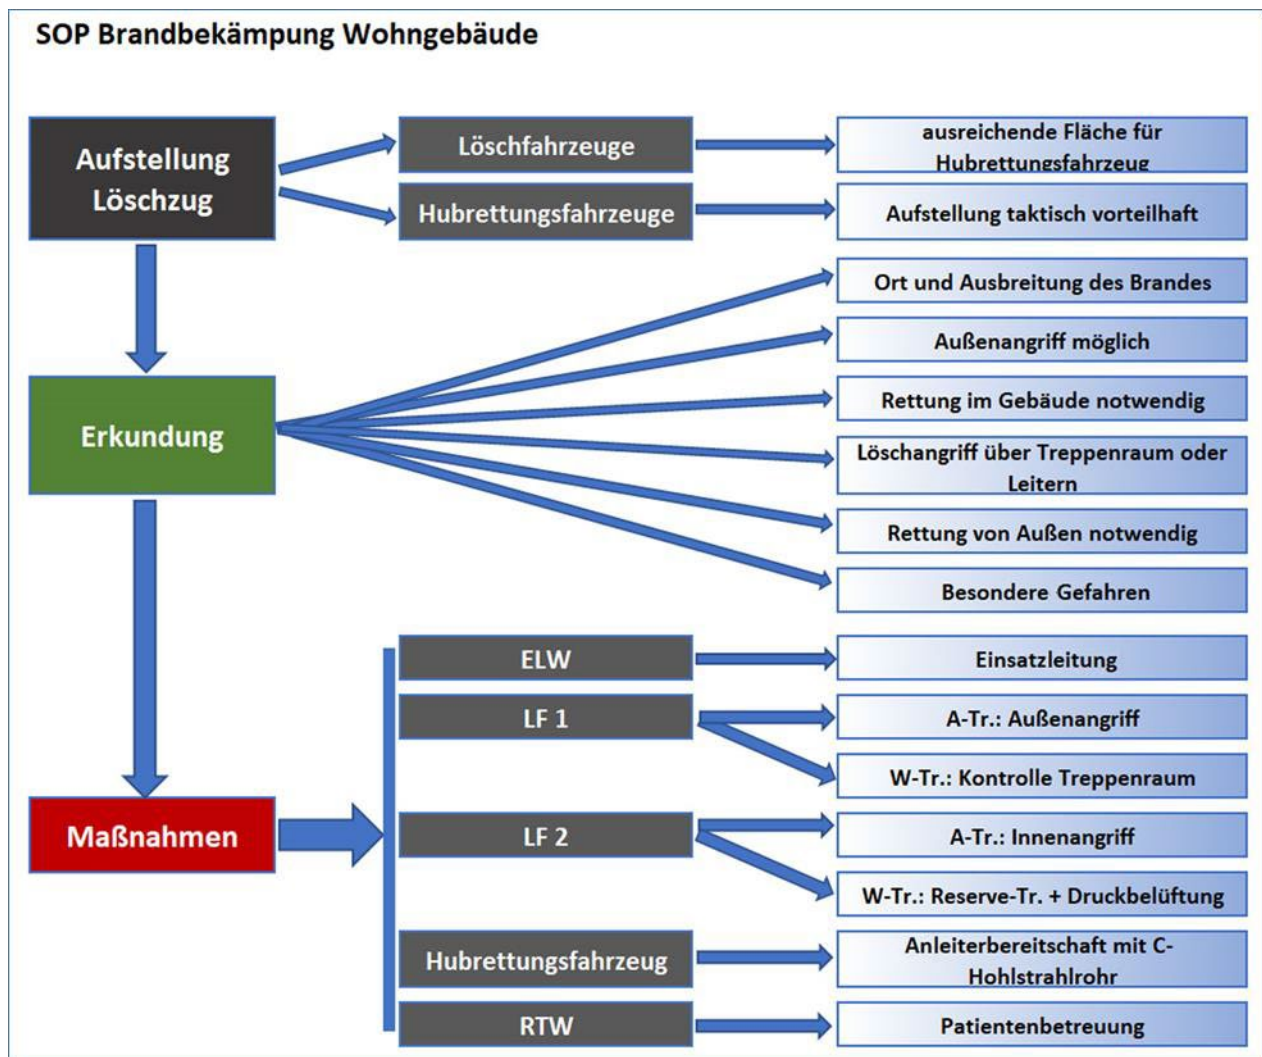 SOP Brandbekämpung Wohngebäude
Aufstellung
Löschzug
Löschfahrzeuge
ausreichende Fläche für
Hubrettungsfahrzeug
Hubrettungsfahrzeuge
Aufstellung taktisch vorteilhaft
Erkundung
Ort und Ausbreitung des Brandes
Außenangriff möglich
Rettung im Gebäude notwendig
Löschangriff über Treppenraum oder
Leitern
Rettung von Außen notwendig
Besondere Gefahren
Maßnahmen
ELW
Einsatzleitung
LF 1
A-Tr.: Außenangriff
W-Tr.: Kontrolle Treppenraum
LF 2
A-Tr.: Innenangriff
W-Tr.: Reserve-Tr. + Druckbelüftung
Hubrettungsfahrzeug
Anleiterbereitschaft mit C-
Hohlstrahlrohr
RTW
Patientenbetreuung